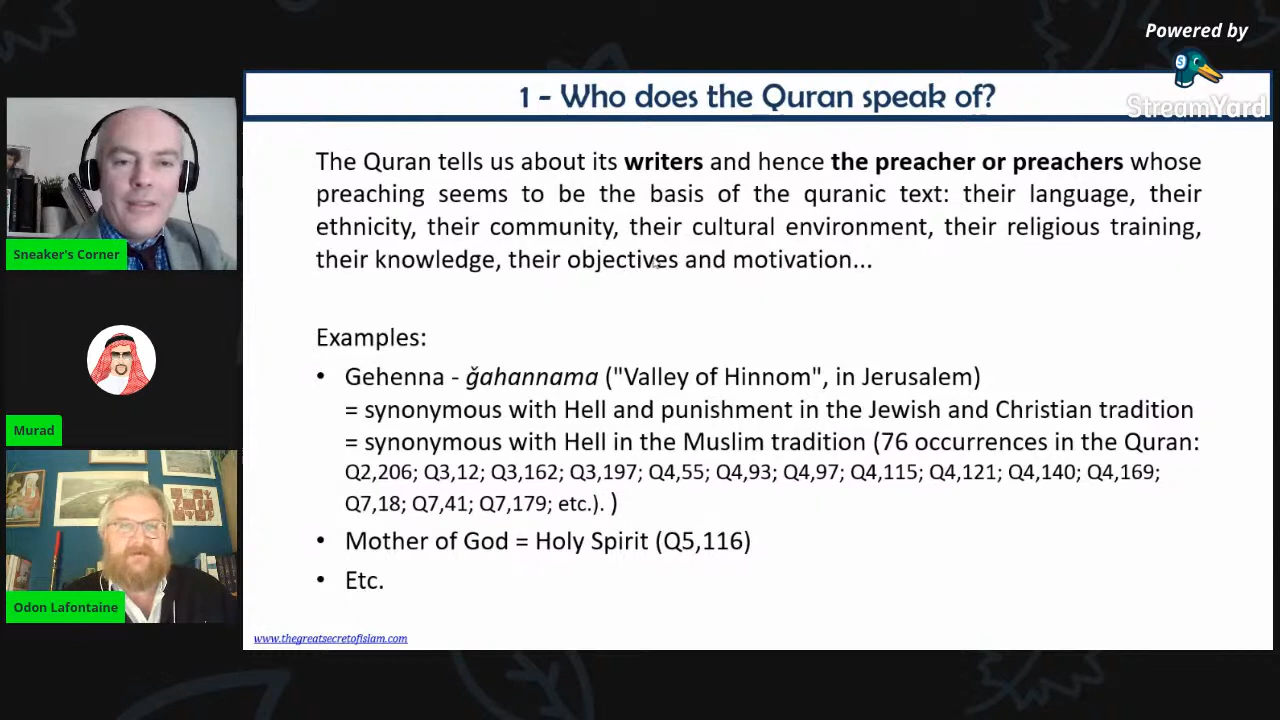 Powered by
StreamYard
1 - Who does the Quran speak of?
The Quran tells us about its writers and hence the preacher or preachers whose
preaching seems to be the basis of the quranic text: their language, their
ethnicity, their community, their cultural environment, their religious training,
their knowledge, their objectives and motivation...
Examples:
• Gehenna - ğahannama ("Valley of Hinnom", in Jerusalem)
= synonymous with Hell and punishment in the Jewish and Christian tradition
= synonymous with Hell in the Muslim tradition (76 occurrences in the Quran:
Q2,206; Q3,12; Q3,162; Q3,197; Q4,55; Q4,93; Q4,97; Q4,115; Q4,121; Q4,140; Q4,169;
Q7,18; Q7,41; Q7,179; etc.). )
• Mother of God = Holy Spirit (Q5,116)
• Etc.
www.thegreatsecretofislam.com
Sneaker's Corner
Murad
Odon Lafontaine